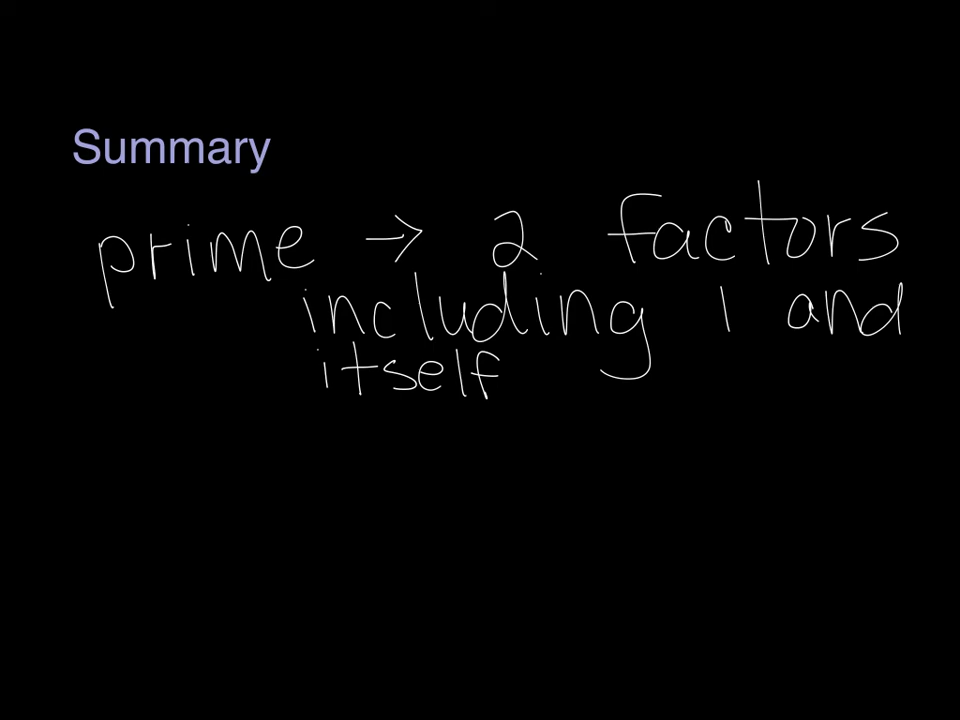 Summary
prime → 2 factors
including 1 and
itself